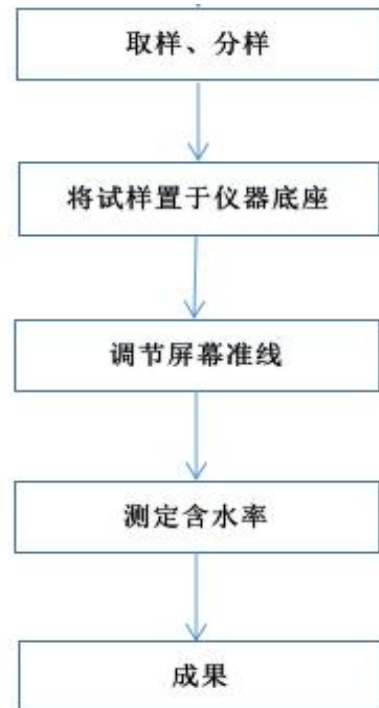 取样、分样
将试样置于仪器底座
调节屏幕准线
测定含水率
成果